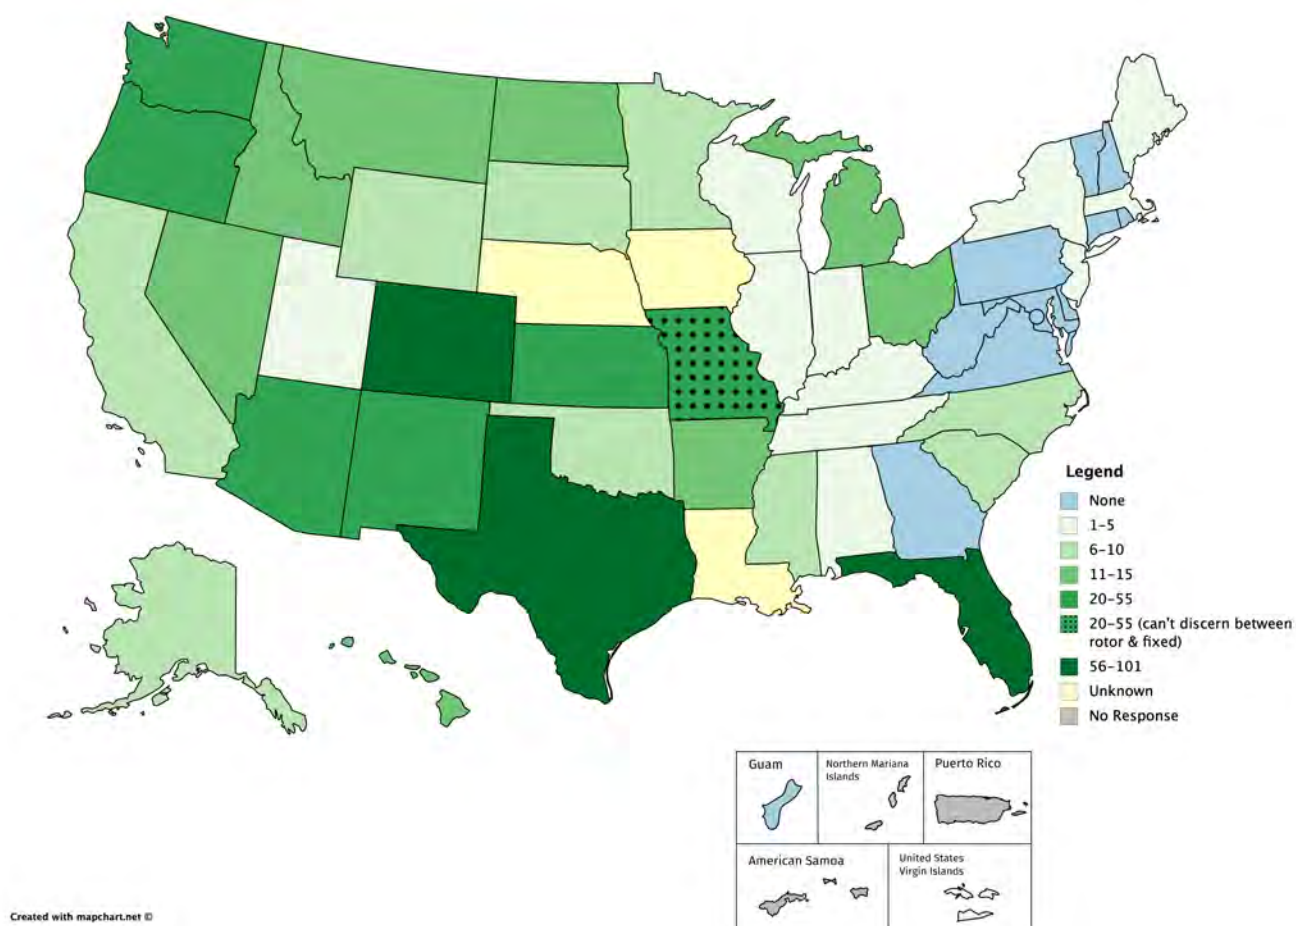 Legend
None
1–5
6–10
11–15
20–55
20–55 (can't discern between
rotor & fixed)
56–101
Unknown
No Response
Guam
Northern Mariana
Islands
Puerto Rico
American Samoa
United States
Virgin Islands
Created with mapchart.net ©